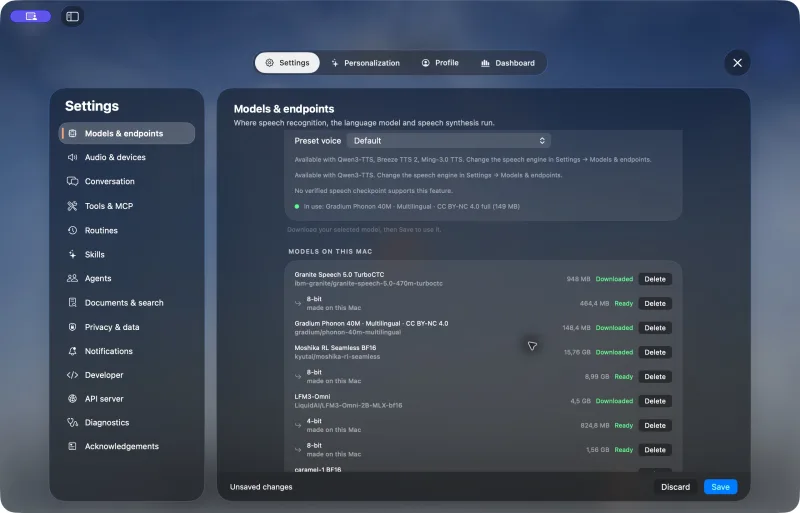 Settings
Personalization
Profile
Dashboard
Settings
Models & endpoints
Audio & devices
Conversation
Tools & MCP
Routines
Skills
Agents
Documents & search
Privacy & data
Notifications
Developer
API server
Diagnostics
Acknowledgements
Models & endpoints
Where speech recognition, the language model and speech synthesis run.
Preset voice Default
Available with Qwen3-TTS, Breeze TTS 2, Ming-3.0 TTS. Change the speech engine in Settings → Models & endpoints.
Available with Qwen3-TTS. Change the speech engine in Settings → Models & endpoints.
No verified speech checkpoint supports this feature.
In use: Gradium Phonon 40M · Multilingual · CC BY-NC 4.0 full (149 MB)
Download your selected model, then Save to use it.
MODELS ON THIS MAC
Granite Speech 5.0 TurboCTC
ibm-granite/granite-speech-5.0-470m-turboctc
948 MB Downloaded Delete
8-bit
made on this Mac
464,4 MB Ready Delete
Gradium Phonon 40M · Multilingual · CC BY-NC 4.0
gradium/phonon-40m-multilingual
148,4 MB Downloaded Delete
Moshika RL Seamless BF16
kyutai/moshika-rl-seamless
15,76 GB Downloaded Delete
8-bit
made on this Mac
8,99 GB Ready Delete
LFM3-Omni
LiquidAI/LFM3-Omni-2B-MLX-bf16
4,5 GB Downloaded Delete
4-bit
made on this Mac
824,8 MB Ready Delete
8-bit
made on this Mac
1,56 GB Ready Delete
caramel-1 BF16
Unsaved changes
Discard
Save